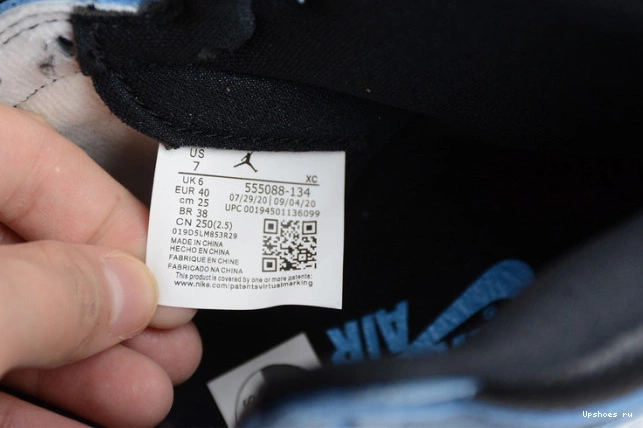 US
7
XC
UK 6
EUR 40
cm 25
BR 38
CN 250(2.5)
555088-134
07/29/20 | 09/04/20
UPC 00194501136099
019D5LM853R29
MADE IN CHINA
HECHO EN CHINA
FABRIQUE EN CHINE
FABRICADO NA CHINA
This product is covered by one or more patents:
www.nike.com/patentsvirtualmarking
AIR
Upshoes ru